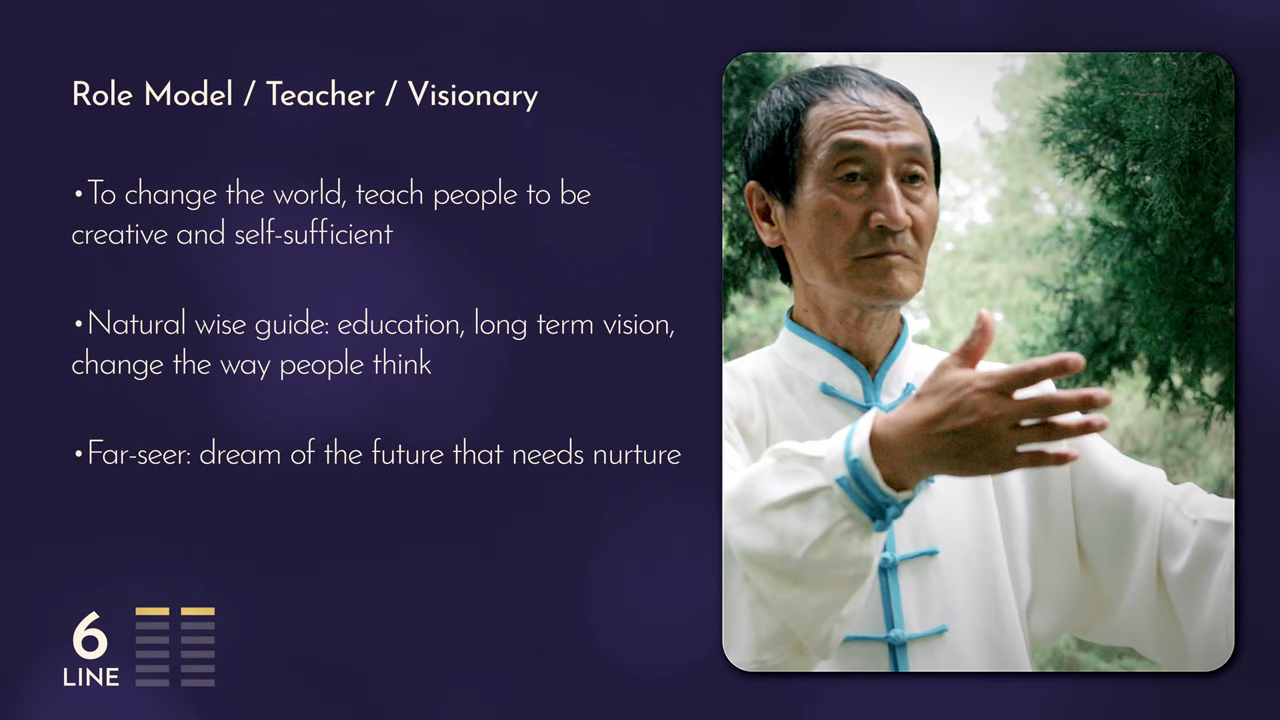 Role Model / Teacher / Visionary
•To change the world, teach people to be
creative and self-sufficient
•Natural wise guide: education, long term vision,
change the way people think
•Far-seer: dream of the future that needs nurture
6
LINE